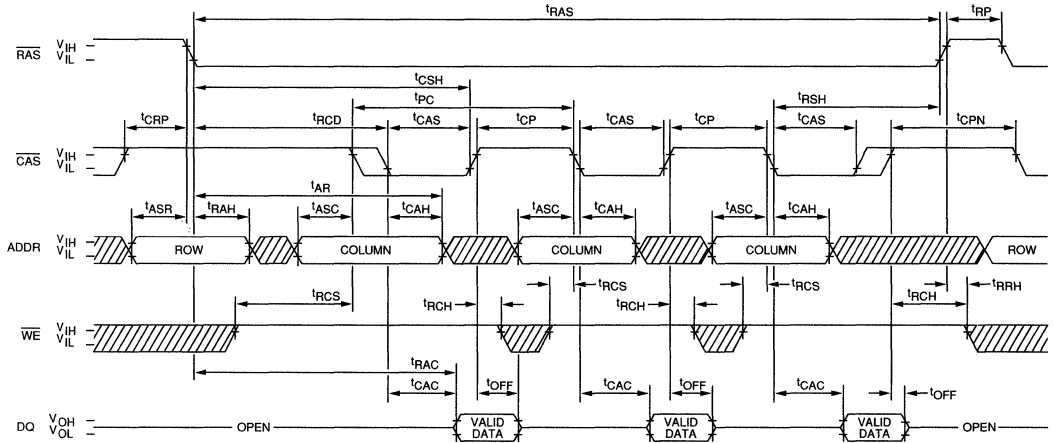 tRAS
tRP
RAS
VIH
VIL
tCSH
tPC
tRSH
tCRP
tRCD
tCAS
tCP
tCAS
tCP
tCAS
tCPN
CAS
VIH
VIL
tAR
tASR
tRAH
tASC
tCAH
tASC
tCAH
tASC
tCAH
ADDR
VIH
VIL
ROW
COLUMN
COLUMN
COLUMN
ROW
tRCS
tRCH
tRCS
tRCH
tRCS
tRCH
tRRH
WE
VIH
VIL
tRAC
tCAC
tOFF
tCAC
tOFF
tCAC
tOFF
DQ
VOH
VOL
OPEN
VALID
DATA
VALID
DATA
VALID
DATA
OPEN